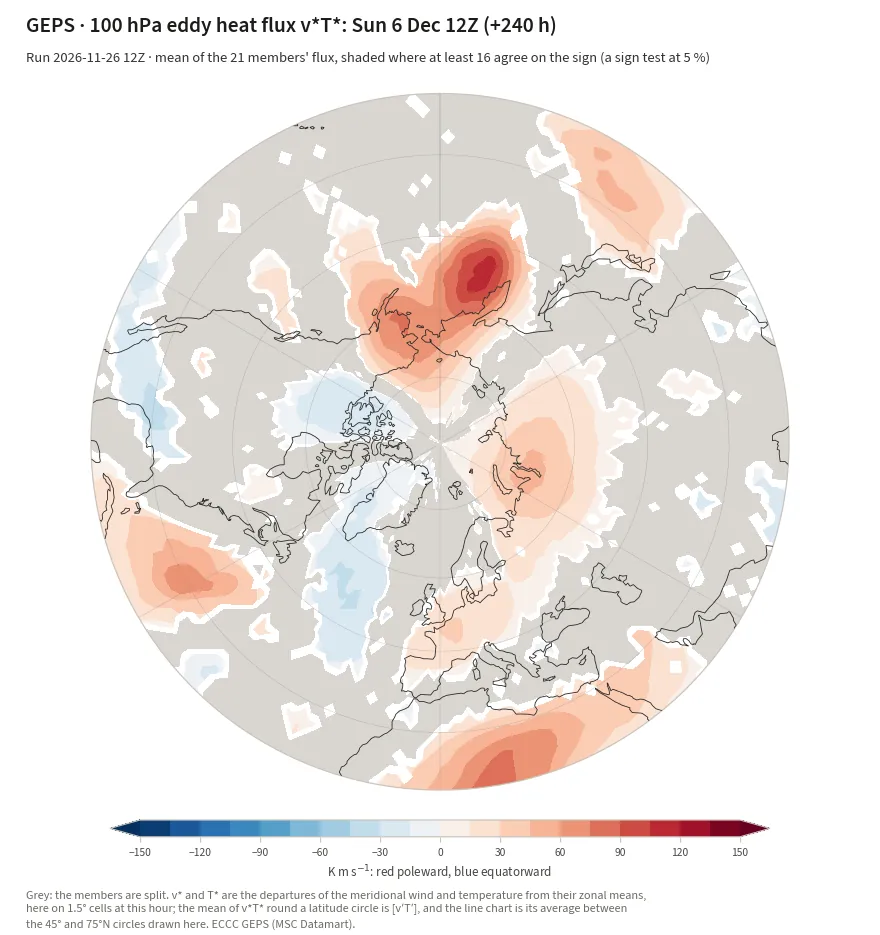 GEPS · 100 hPa eddy heat flux v*T*: Sun 6 Dec 12Z (+240 h)
Run 2026-11-26 12Z · mean of the 21 members' flux, shaded where at least 16 agree on the sign (a sign test at 5 %)
−150 −120 −90 −60 −30 0 30 60 90 120 150
K m s⁻¹: red poleward, blue equatorward
Grey: the members are split. v* and T* are the departures of the meridional wind and temperature from their zonal means,
here on 1.5° cells at this hour; the mean of v*T* round a latitude circle is [v′T′], and the line chart is its average between
the 45° and 75°N circles drawn here. ECCC GEPS (MSC Datamart).